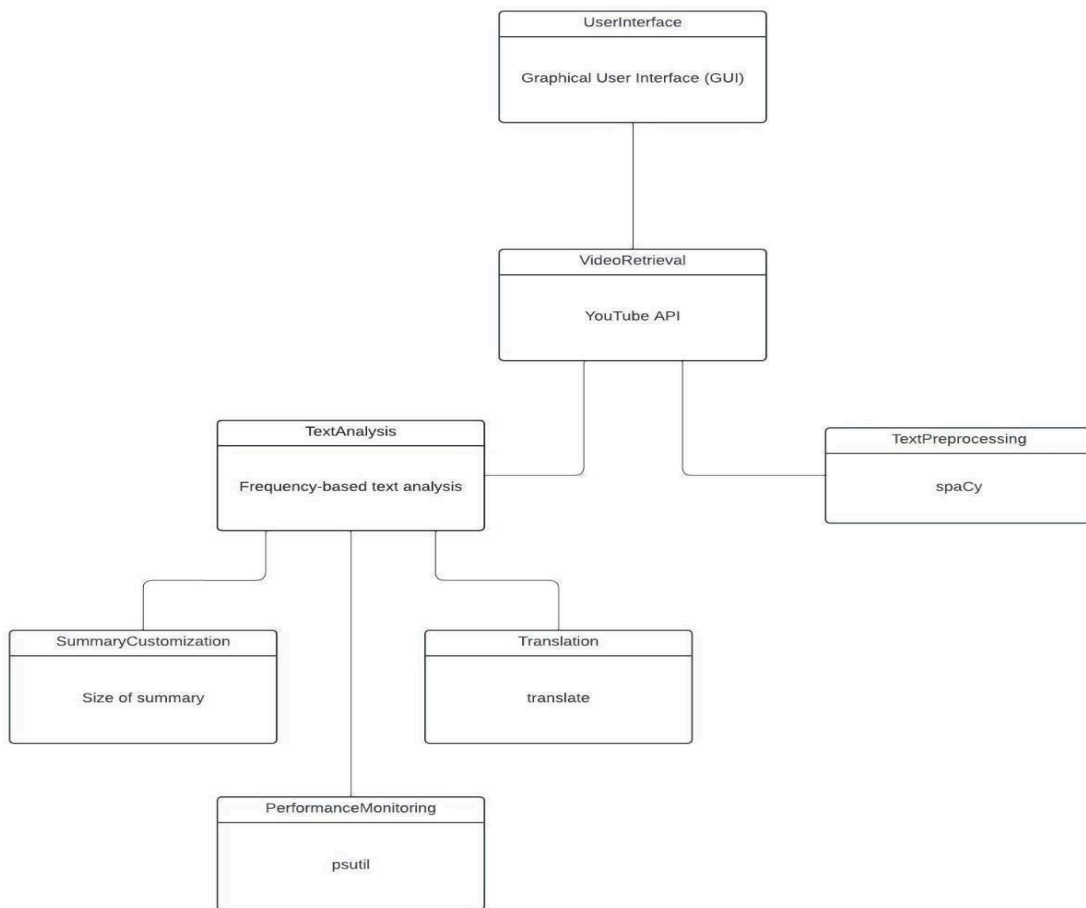 UserInterface
Graphical User Interface (GUI)
VideoRetrieval
YouTube API
TextAnalysis
Frequency-based text analysis
TextPreprocessing
spaCy
SummaryCustomization
Size of summary
Translation
translate
PerformanceMonitoring
psutil